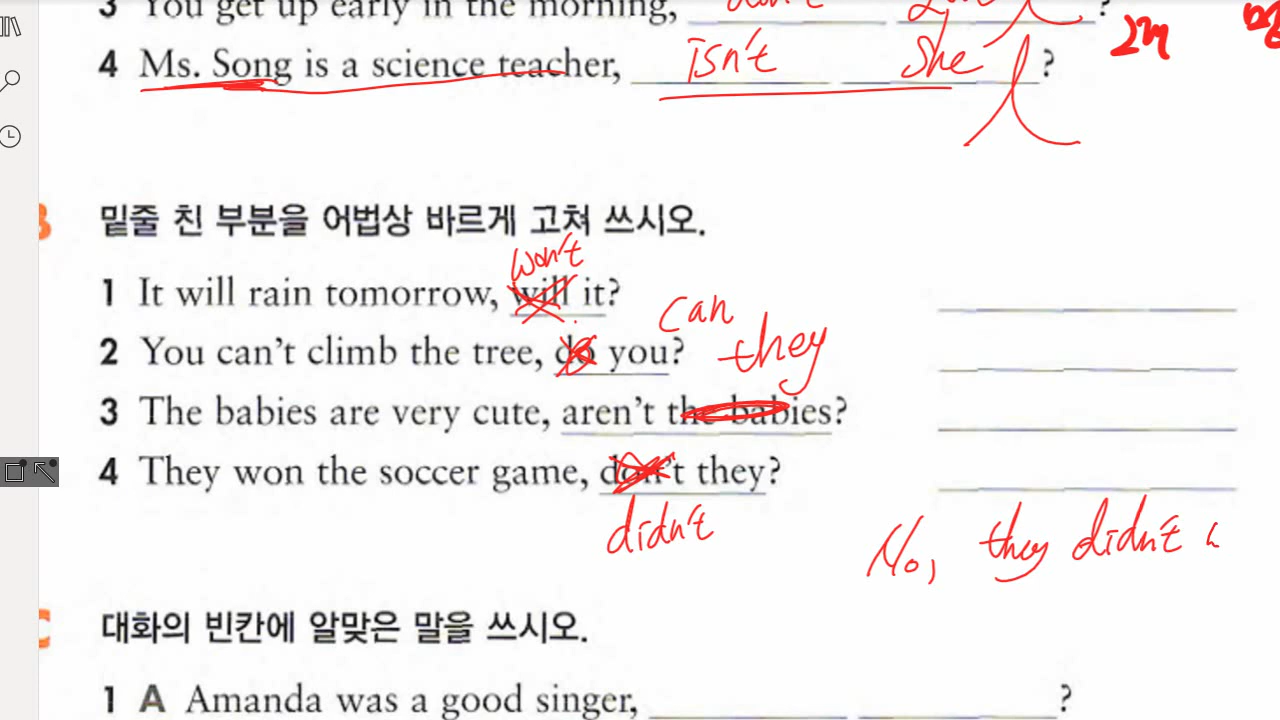 3 You get up early in the morning, don't ?
4 Ms. Song is a science teacher, isn't she ?
밑줄 친 부분을 어법상 바르게 고쳐 쓰시오.
won't
1 It will rain tomorrow, will it?
can
2 You can't climb the tree, do you? they
3 The babies are very cute, aren't the babies?
4 They won the soccer game, don't they?
didn't
No, they didn't
대화의 빈칸에 알맞은 말을 쓰시오.
1 A Amanda was a good singer, ?